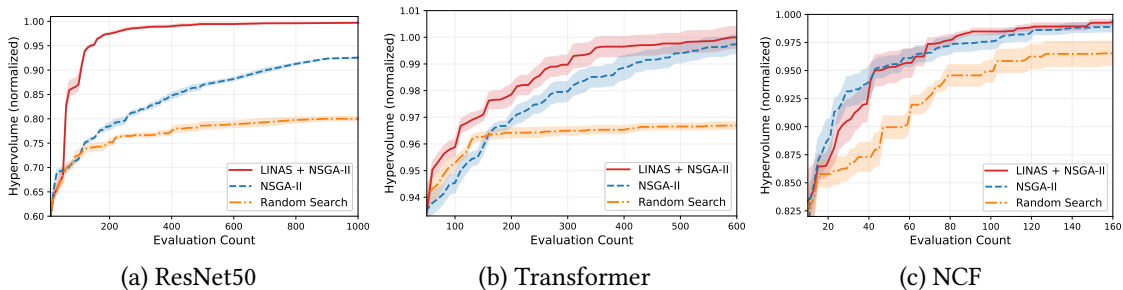 Hypervolume (normalized)
1.00
0.95
0.90
0.85
0.80
0.75
0.70
0.65
0.60
200
400
600
800
1000
Evaluation Count
LINAS + NSGA-II
NSGA-II
Random Search
(a) ResNet50
Hypervolume (normalized)
1.01
1.00
0.99
0.98
0.97
0.96
0.95
0.94
100
200
300
400
500
600
Evaluation Count
LINAS + NSGA-II
NSGA-II
Random Search
(b) Transformer
Hypervolume (normalized)
1.000
0.975
0.950
0.925
0.900
0.875
0.850
0.825
20
40
60
80
100
120
140
160
Evaluation Count
LINAS + NSGA-II
NSGA-II
Random Search
(c) NCF